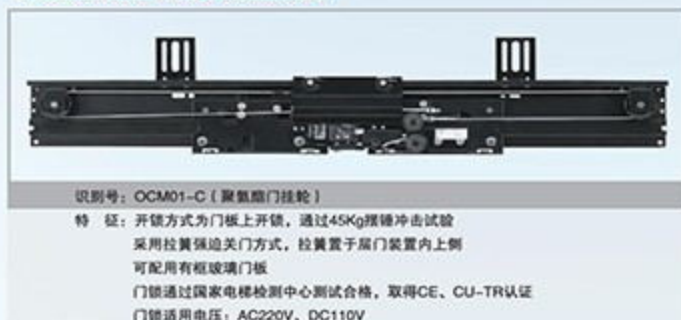 识别号：OCM01-C（聚氨酯门挂轮）
特 征：开锁方式为门板上开锁，通过45Kg摆锤冲击试验
采用拉簧强迫关门方式，拉簧置于层门装置内上侧
可配用有框玻璃门板
门锁通过国家电梯检测中心测试合格，取得CE、CU-TR认证
门锁适用电压：AC220V、DC110V